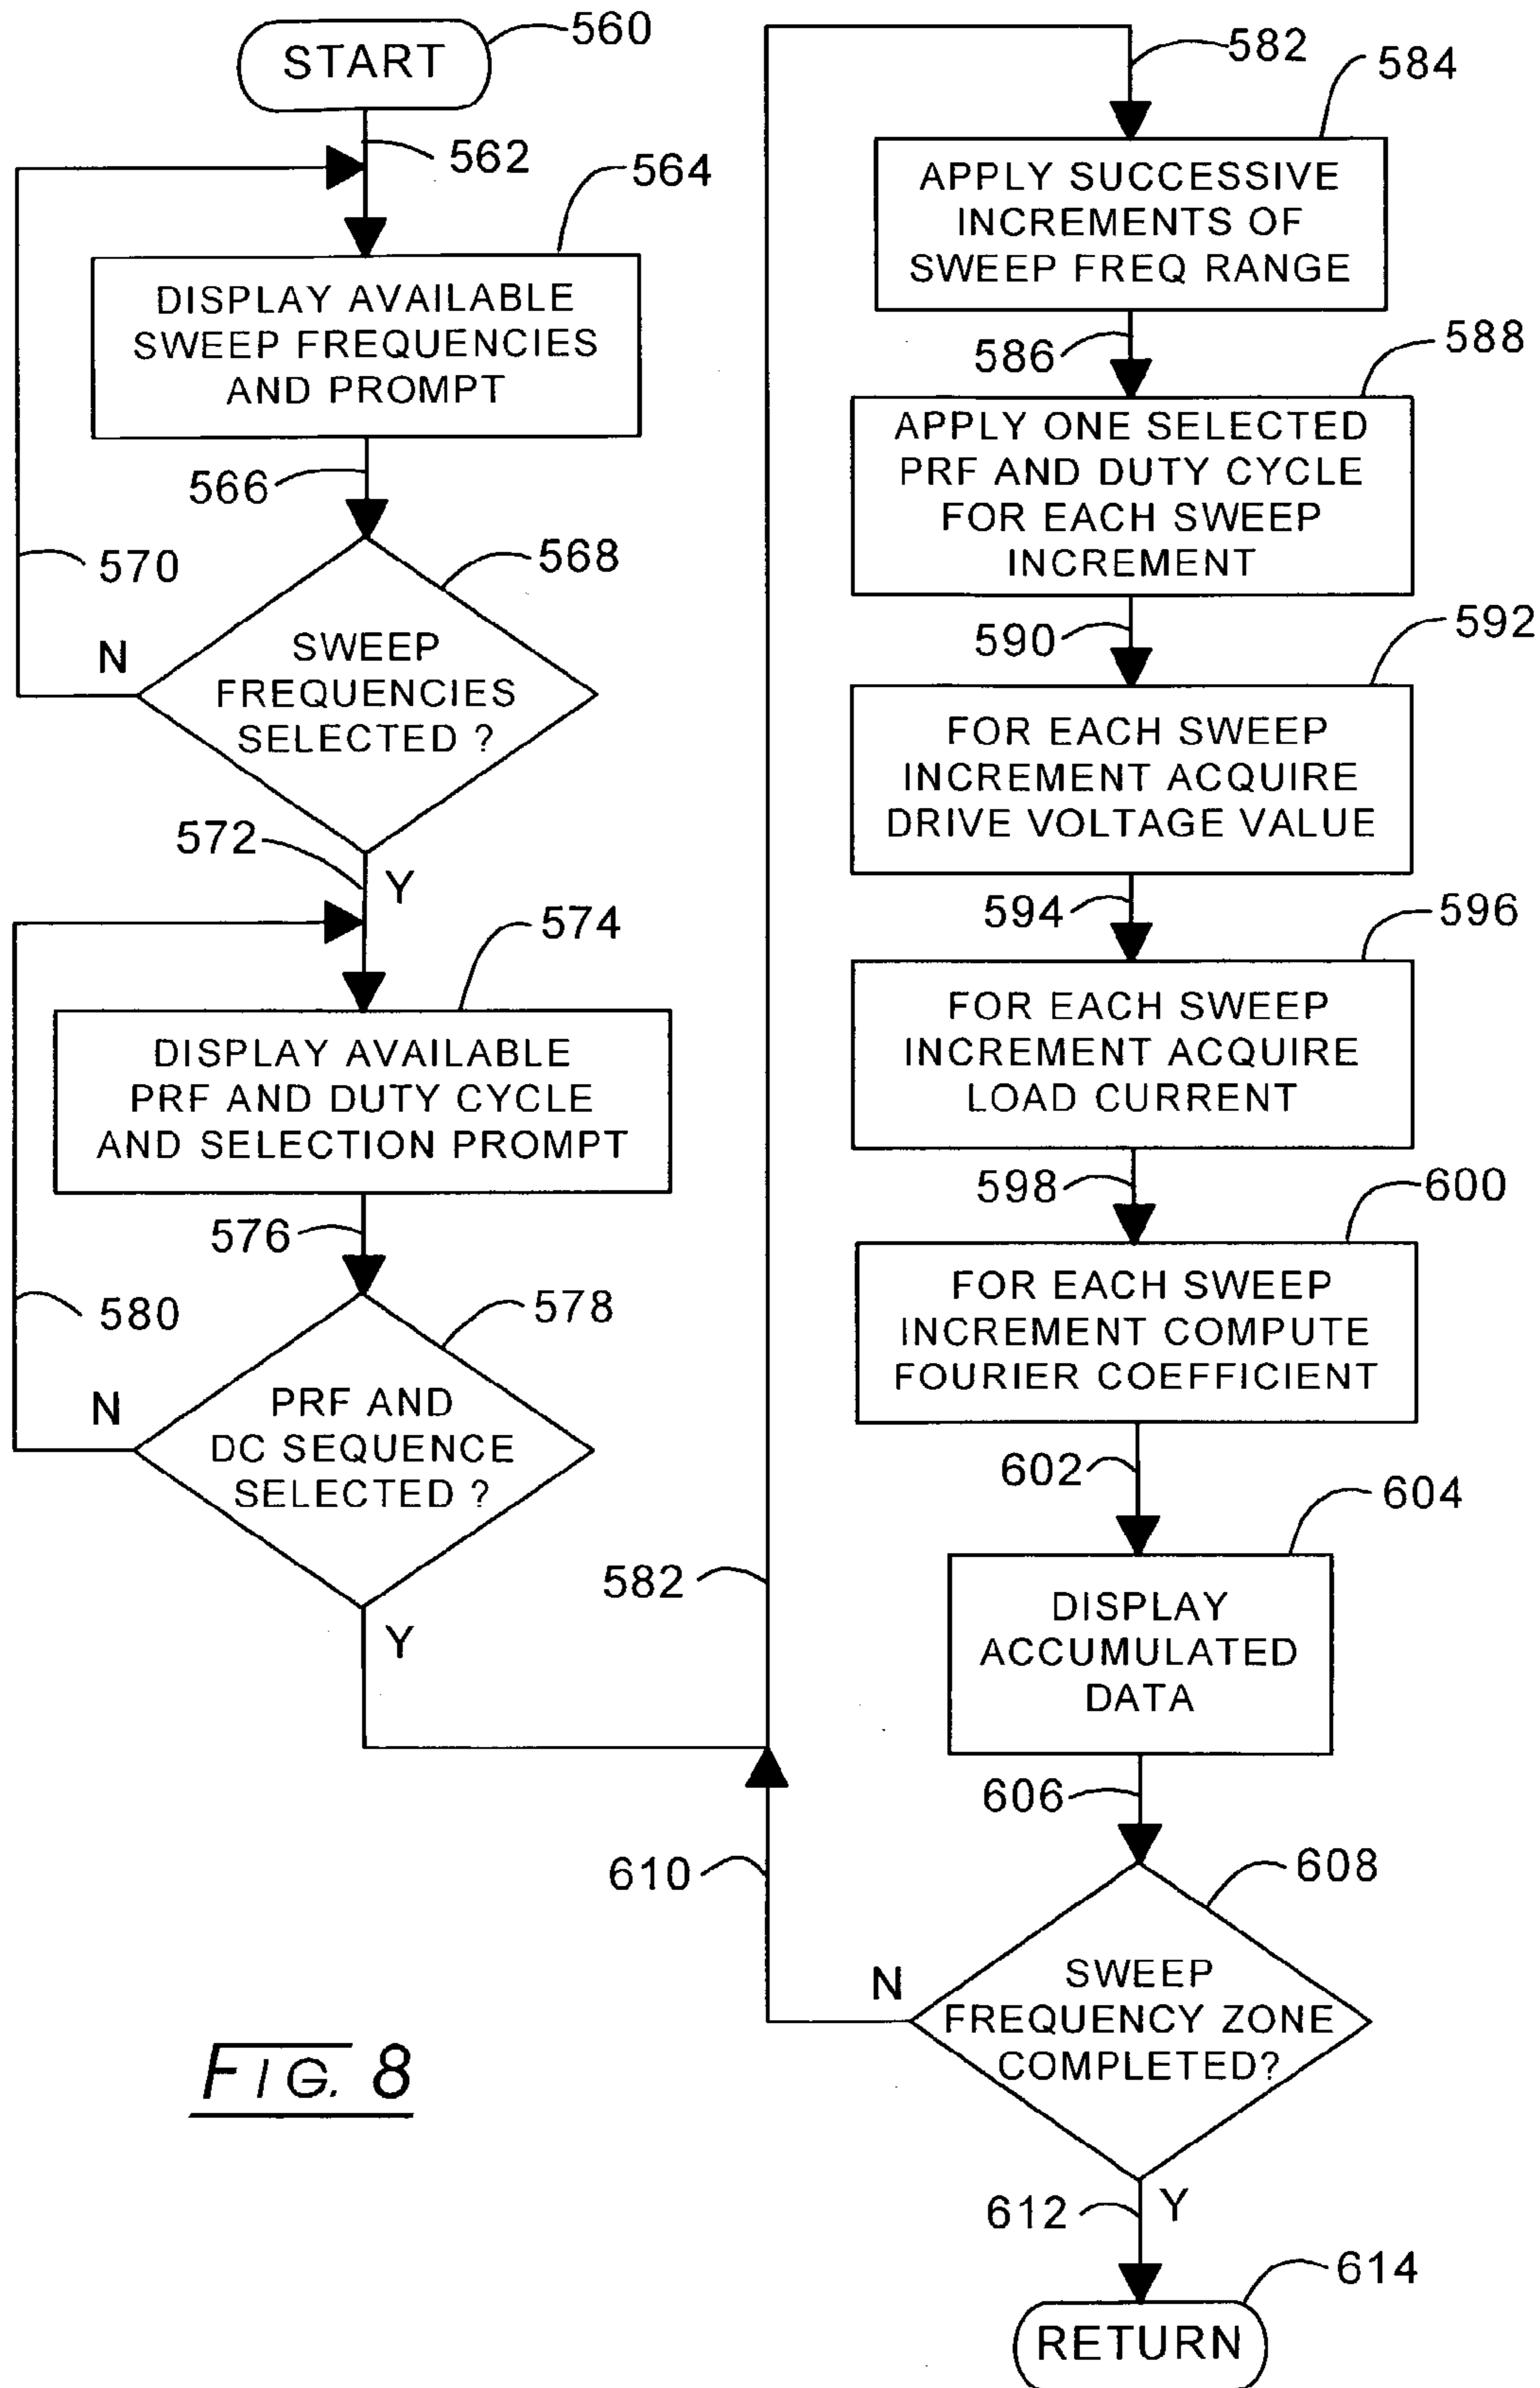 560
START
562
564
DISPLAY AVAILABLE
SWEEP FREQUENCIES
AND PROMPT
566
568
570
N
SWEEP
FREQUENCIES
SELECTED ?
572
Y
574
DISPLAY AVAILABLE
PRF AND DUTY CYCLE
AND SELECTION PROMPT
576
578
580
N
PRF AND
DC SEQUENCE
SELECTED ?
582
Y
582
584
APPLY SUCCESSIVE
INCREMENTS OF
SWEEP FREQ RANGE
586
588
APPLY ONE SELECTED
PRF AND DUTY CYCLE
FOR EACH SWEEP
INCREMENT
590
592
FOR EACH SWEEP
INCREMENT ACQUIRE
DRIVE VOLTAGE VALUE
594
596
FOR EACH SWEEP
INCREMENT ACQUIRE
LOAD CURRENT
598
600
FOR EACH SWEEP
INCREMENT COMPUTE
FOURIER COEFFICIENT
602
604
DISPLAY
ACCUMULATED
DATA
606
608
610
N
SWEEP
FREQUENCY ZONE
COMPLETED?
612
Y
614
RETURN
FIG. 8